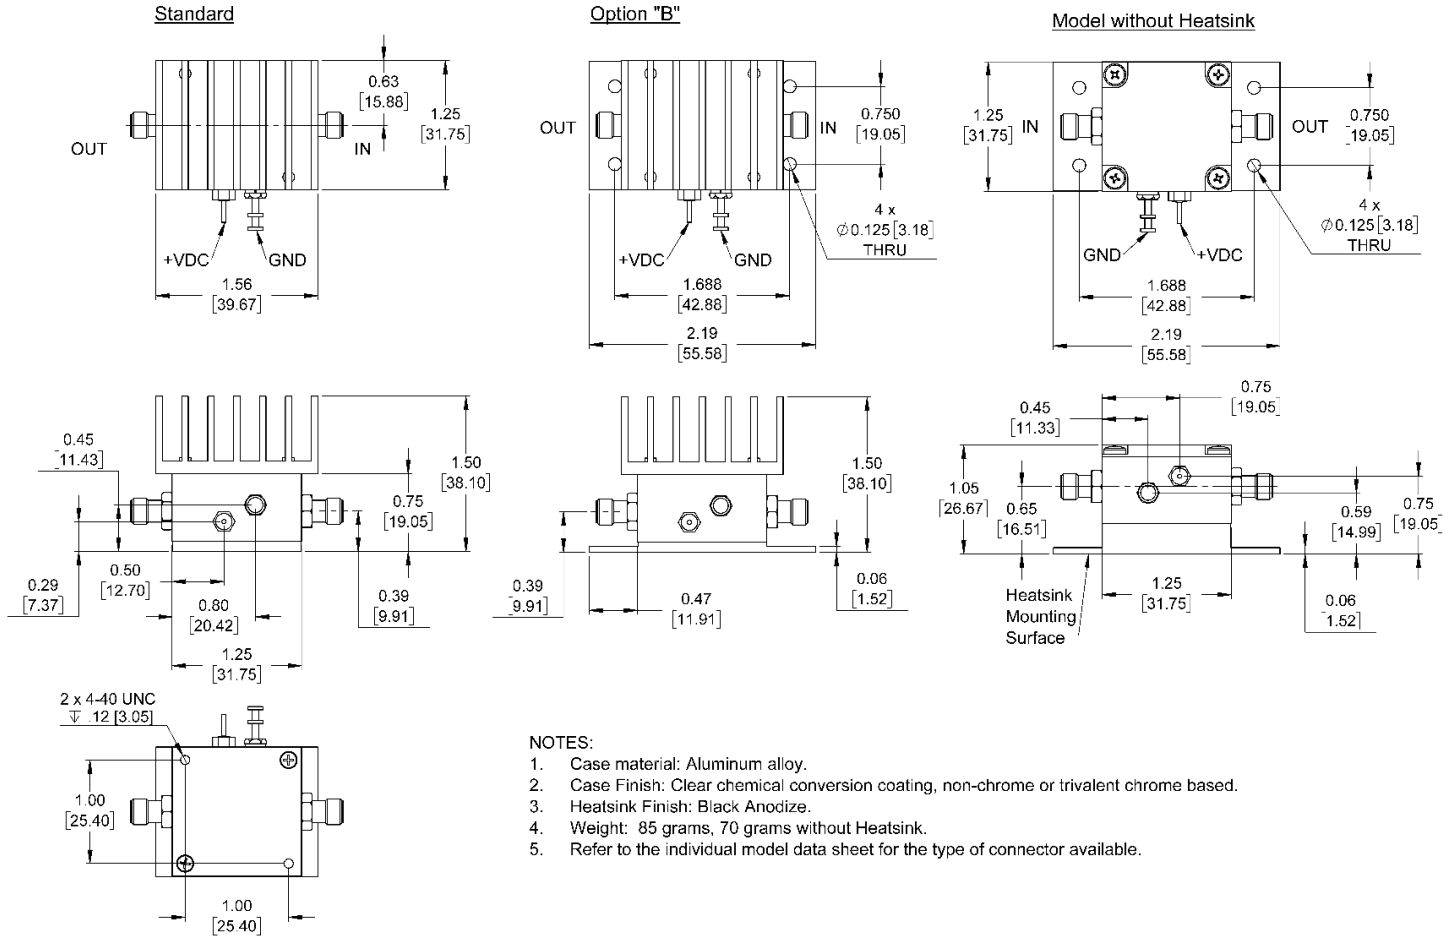 Standard
0.63
[15.88]
1.25
[31.75]
OUT
IN
+VDC
GND
1.56
[39.67]
Option "B"
OUT
IN
0.750
[19.05]
4 x
∅0.125[3.18]
THRU
+VDC
GND
1.688
[42.88]
2.19
[55.58]
Model without Heatsink
1.25
[31.75]
IN
OUT
0.750
[19.05]
4 x
∅0.125[3.18]
THRU
GND
+VDC
1.688
[42.88]
2.19
[55.58]
0.45
[11.43]
1.50
[38.10]
0.75
[19.05]
0.50
[12.70]
0.29
[7.37]
0.80
[20.42]
0.39
[9.91]
1.25
[31.75]
1.50
[38.10]
0.39
[9.91]
0.47
[11.91]
0.06
[1.52]
0.75
[19.05]
0.45
[11.33]
1.05
[26.67]
0.65
[16.51]
0.59
[14.99]
0.75
[19.05]
1.25
[31.75]
0.06
[1.52]
Heatsink
Mounting
Surface
2 x 4-40 UNC
↧ .12 [3.05]
1.00
[25.40]
1.00
[25.40]
NOTES:
1. Case material: Aluminum alloy.
2. Case Finish: Clear chemical conversion coating, non-chrome or trivalent chrome based.
3. Heatsink Finish: Black Anodize.
4. Weight: 85 grams, 70 grams without Heatsink.
5. Refer to the individual model data sheet for the type of connector available.